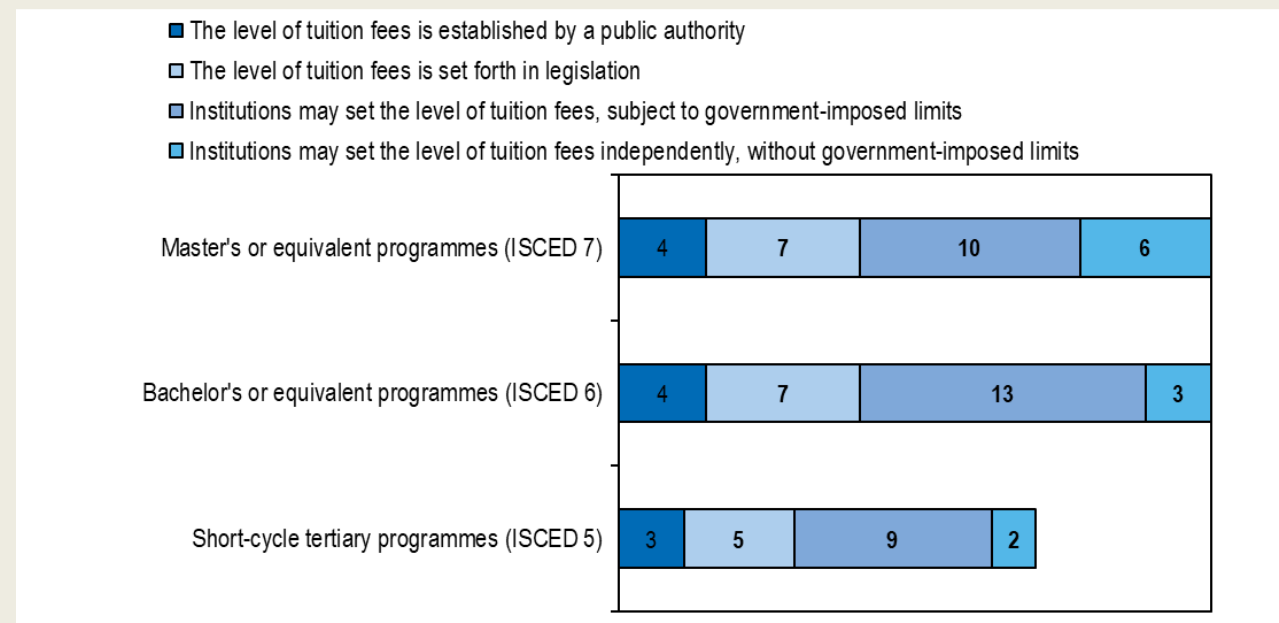 The level of tuition fees is established by a public authority
The level of tuition fees is set forth in legislation
Institutions may set the level of tuition fees, subject to government-imposed limits
Institutions may set the level of tuition fees independently, without government-imposed limits
Master's or equivalent programmes (ISCED 7) 4 7 10 6
Bachelor's or equivalent programmes (ISCED 6) 4 7 13 3
Short-cycle tertiary programmes (ISCED 5) 3 5 9 2